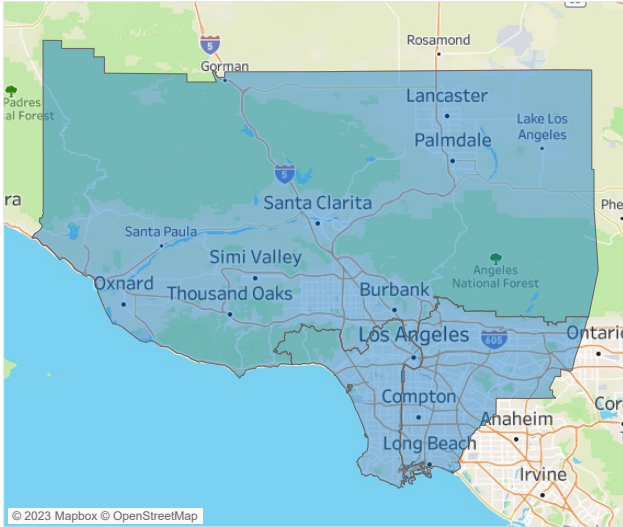 5
Rosamond
Gorman
Padres
al Forest
Lancaster
Lake Los
Angeles
Palmdale
5
ra
Santa Clarita
Phe
Santa Paula
Simi Valley
Angeles
National Forest
Oxnard
Thousand Oaks
Burbank
Los Angeles
605
Ontario
Compton
Cor
Anaheim
Long Beach
Irvine
© 2023 Mapbox © OpenStreetMap